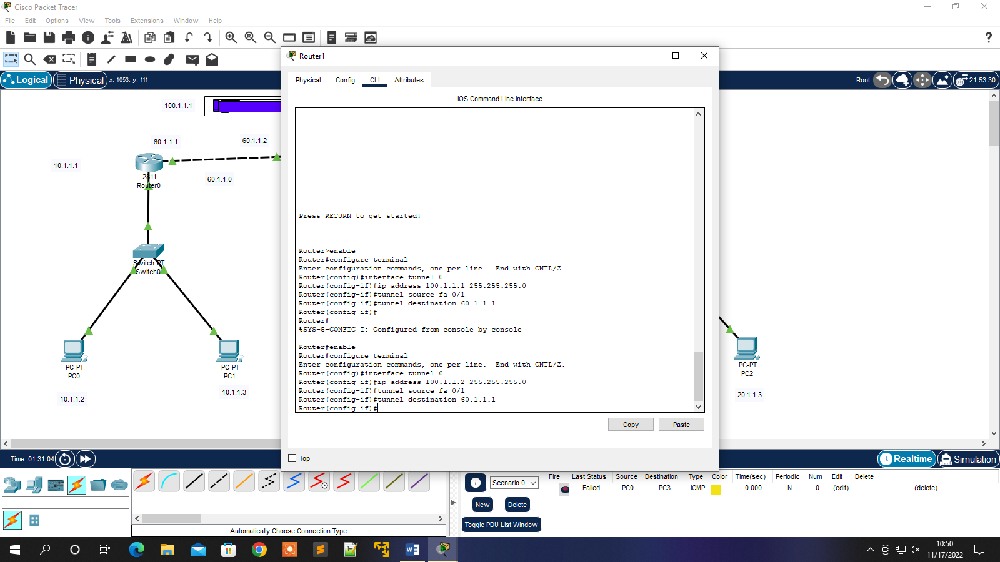 Cisco Packet Tracer
File Edit Options View Tools Extensions Window Help
?
Logical Physical x: 1053, y: 111
Root 21:53:30
100.1.1.1
60.1.1.1
60.1.1.2
10.1.1.1
60.1.1.0
2811
Router0
Switch-PT
Switch0
PC-PT
PC0
PC-PT
PC1
10.1.1.2
10.1.1.3
Router1
Physical Config CLI Attributes
IOS Command Line Interface
Press RETURN to get started!
Router>enable
Router#configure terminal
Enter configuration commands, one per line.  End with CNTL/Z.
Router(config)#interface tunnel 0
Router(config-if)#ip address 100.1.1.1 255.255.255.0
Router(config-if)#tunnel source fa 0/1
Router(config-if)#tunnel destination 60.1.1.1
Router(config-if)#
Router#
%SYS-5-CONFIG_I: Configured from console by console
Router#enable
Router#configure terminal
Enter configuration commands, one per line.  End with CNTL/Z.
Router(config)#interface tunnel 0
Router(config-if)#ip address 100.1.1.2 255.255.255.0
Router(config-if)#tunnel source fa 0/1
Router(config-if)#tunnel destination 60.1.1.1
Router(config-if)#
Copy Paste
Top
PC-PT
PC2
20.1.1.3
Time: 01:31:04
Realtime Simulation
Automatically Choose Connection Type
Scenario 0
New Delete
Toggle PDU List Window
Fire Last Status Source Destination Type Color Time(sec) Periodic Num Edit Delete
Failed PC0 PC3 ICMP 0.000 N 0 (edit) (delete)
10:50
11/17/2022